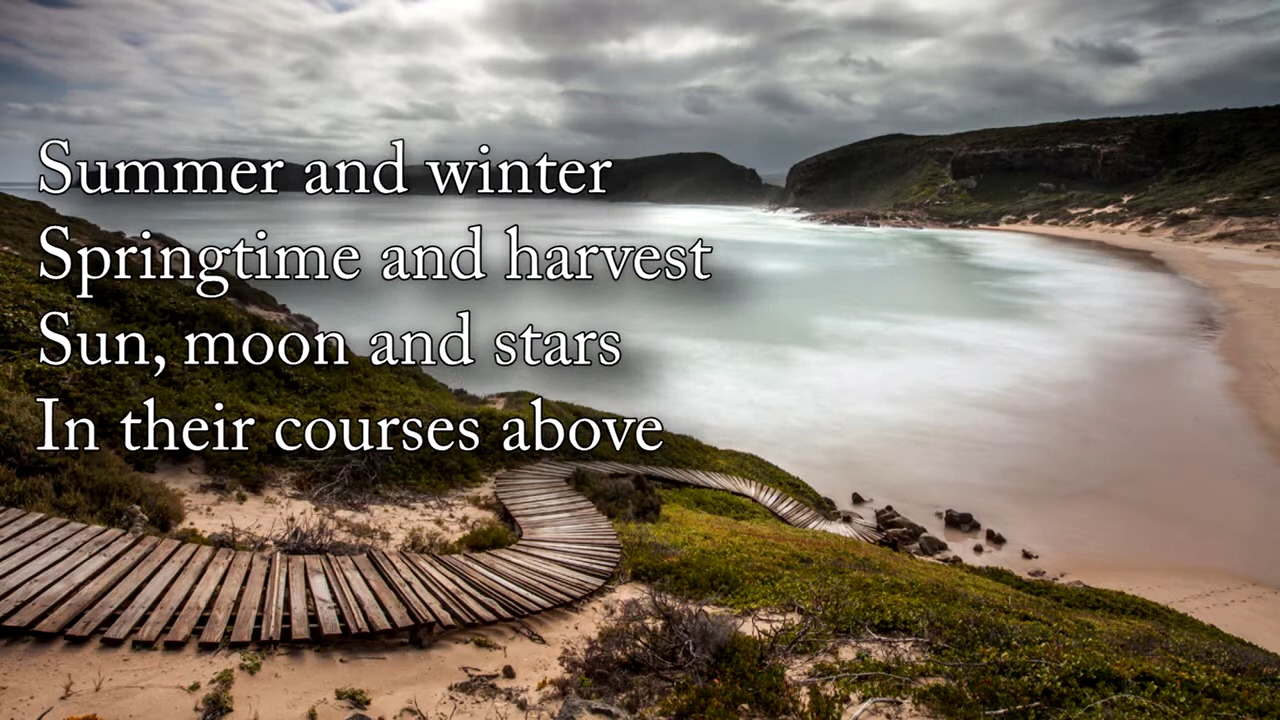 Summer and winter
Springtime and harvest
Sun, moon and stars
In their courses above